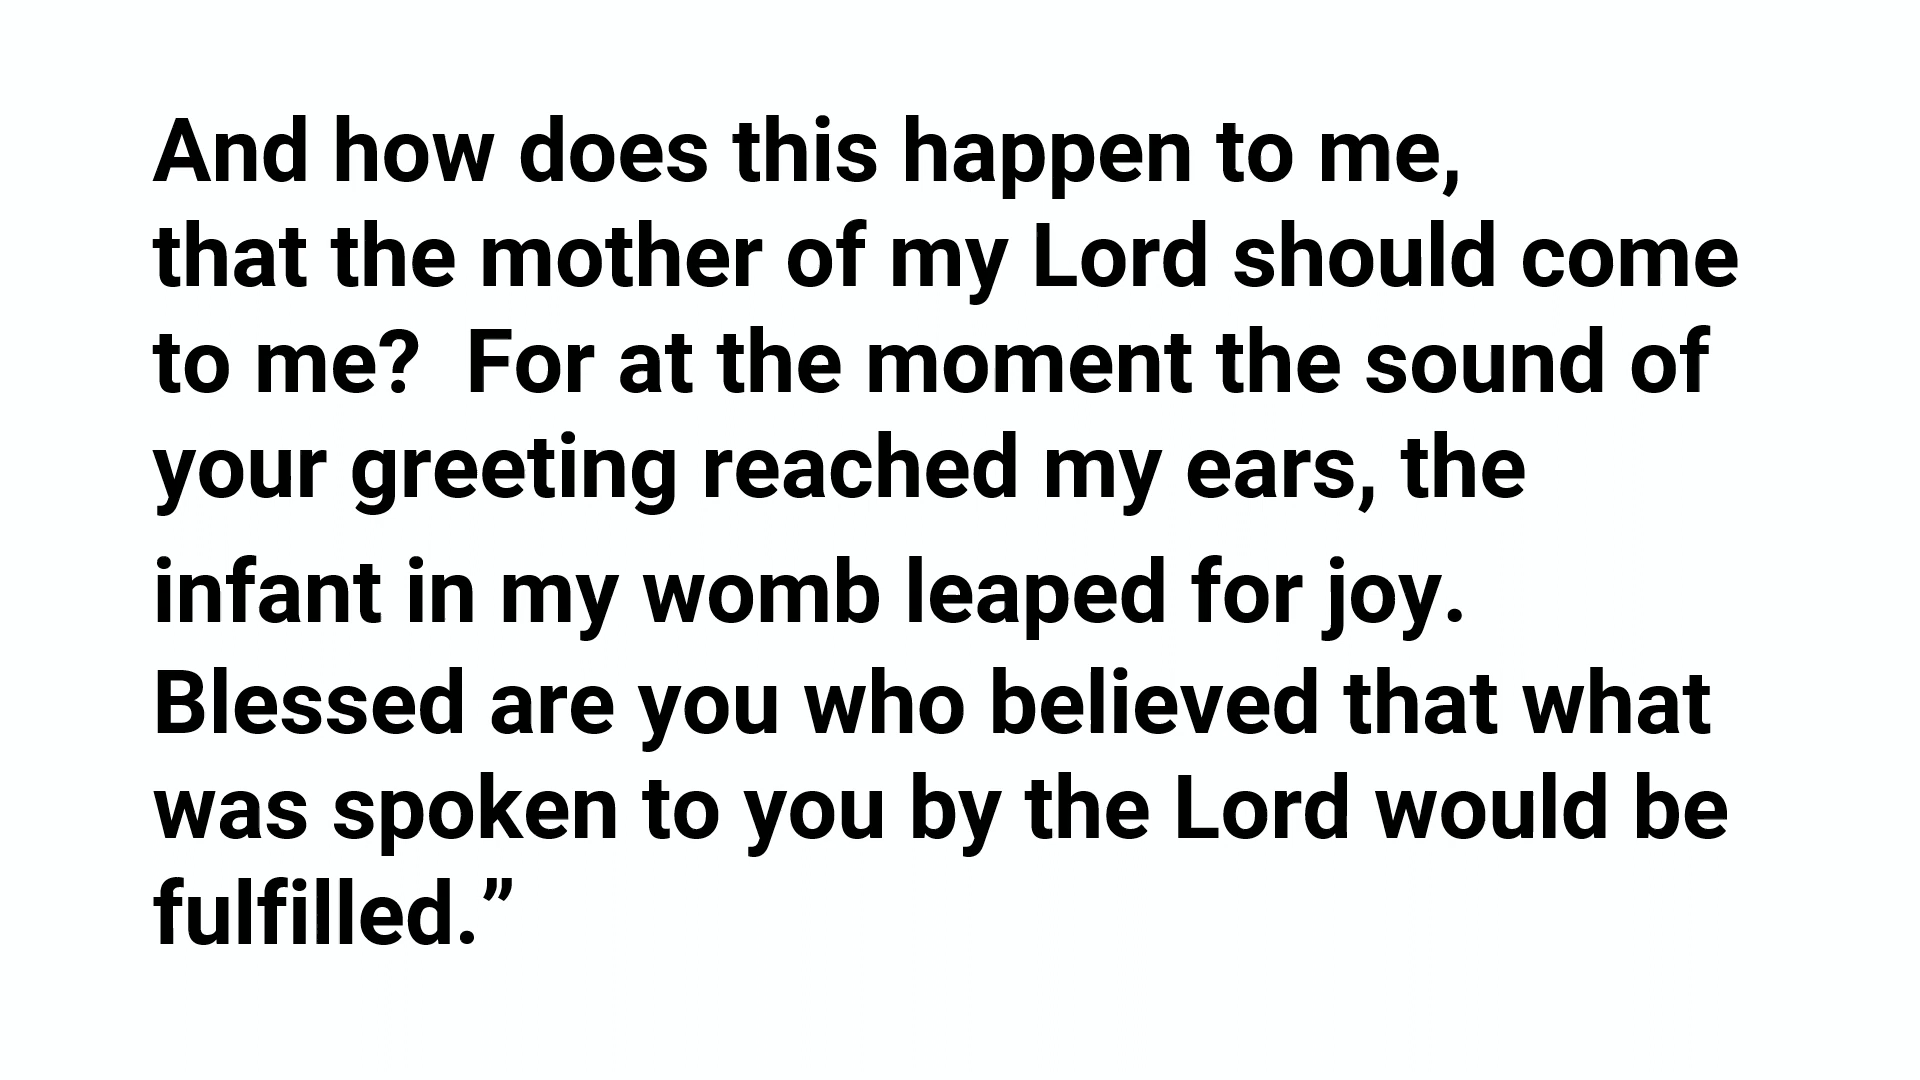 And how does this happen to me,
that the mother of my Lord should come
to me?  For at the moment the sound of
your greeting reached my ears, the
infant in my womb leaped for joy.
Blessed are you who believed that what
was spoken to you by the Lord would be
fulfilled.”